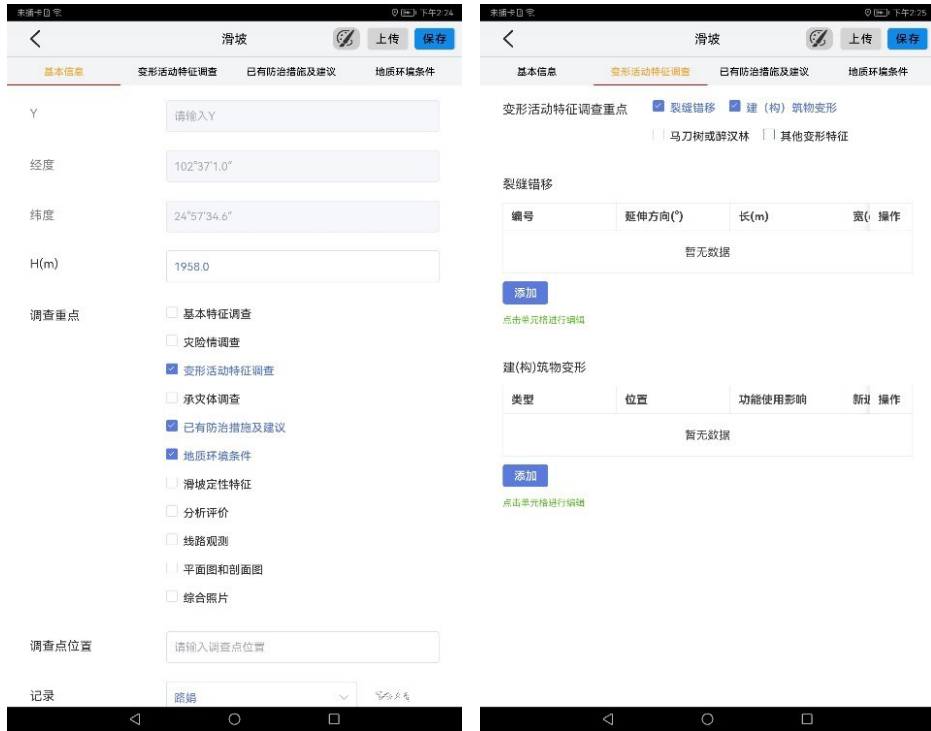 未插卡 下午2:24
滑坡 上传 保存
基本信息 变形活动特征调查 已有防治措施及建议 地质环境条件
Y 请输入Y
经度 102°37'1.0"
纬度 24°57'34.6"
H(m) 1958.0
调查重点 基本特征调查
灾险情调查
变形活动特征调查
承灾体调查
已有防治措施及建议
地质环境条件
滑坡定性特征
分析评价
线路观测
平面图和剖面图
综合照片
调查点位置 请输入调查点位置
记录 路娟
未插卡 下午2:25
滑坡 上传 保存
基本信息 变形活动特征调查 已有防治措施及建议 地质环境条件
变形活动特征调查重点 裂缝错移 建（构）筑物变形
马刀树或醉汉林 其他变形特征
裂缝错移
编号 延伸方向(°) 长(m) 宽( 操作
暂无数据
添加
点击单元格进行编辑
建(构)筑物变形
类型 位置 功能使用影响 新 操作
暂无数据
添加
点击单元格进行编辑